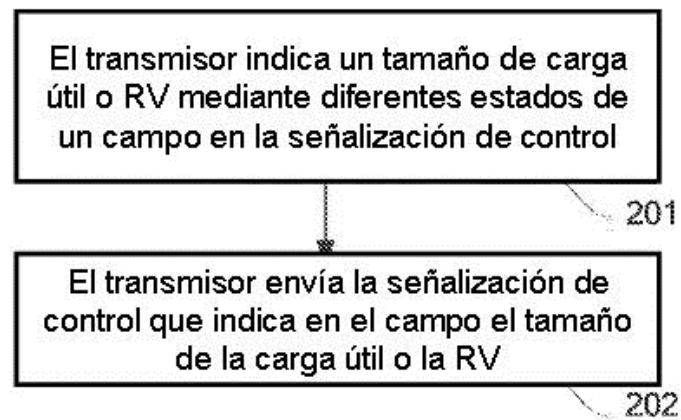 El transmisor indica un tamaño de carga
útil o RV mediante diferentes estados de
un campo en la señalización de control
201
El transmisor envía la señalización de
control que indica en el campo el tamaño
de la carga útil o la RV
202